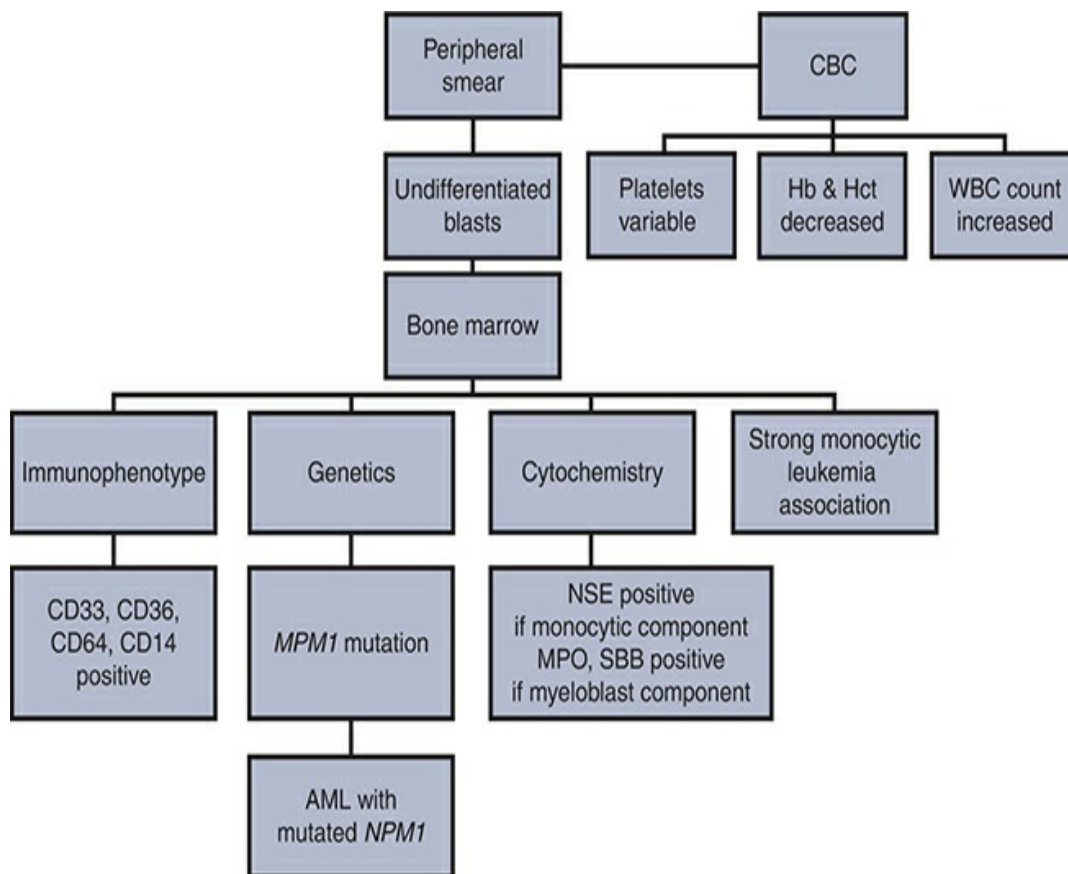 Peripheral
smear
CBC
Undifferentiated
blasts
Platelets
variable
Hb & Hct
decreased
WBC count
increased
Bone marrow
Immunophenotype
Genetics
Cytochemistry
Strong monocytic
leukemia
association
CD33, CD36,
CD64, CD14
positive
MPM1 mutation
NSE positive
if monocytic component
MPO, SBB positive
if myeloblast component
AML with
mutated NPM1